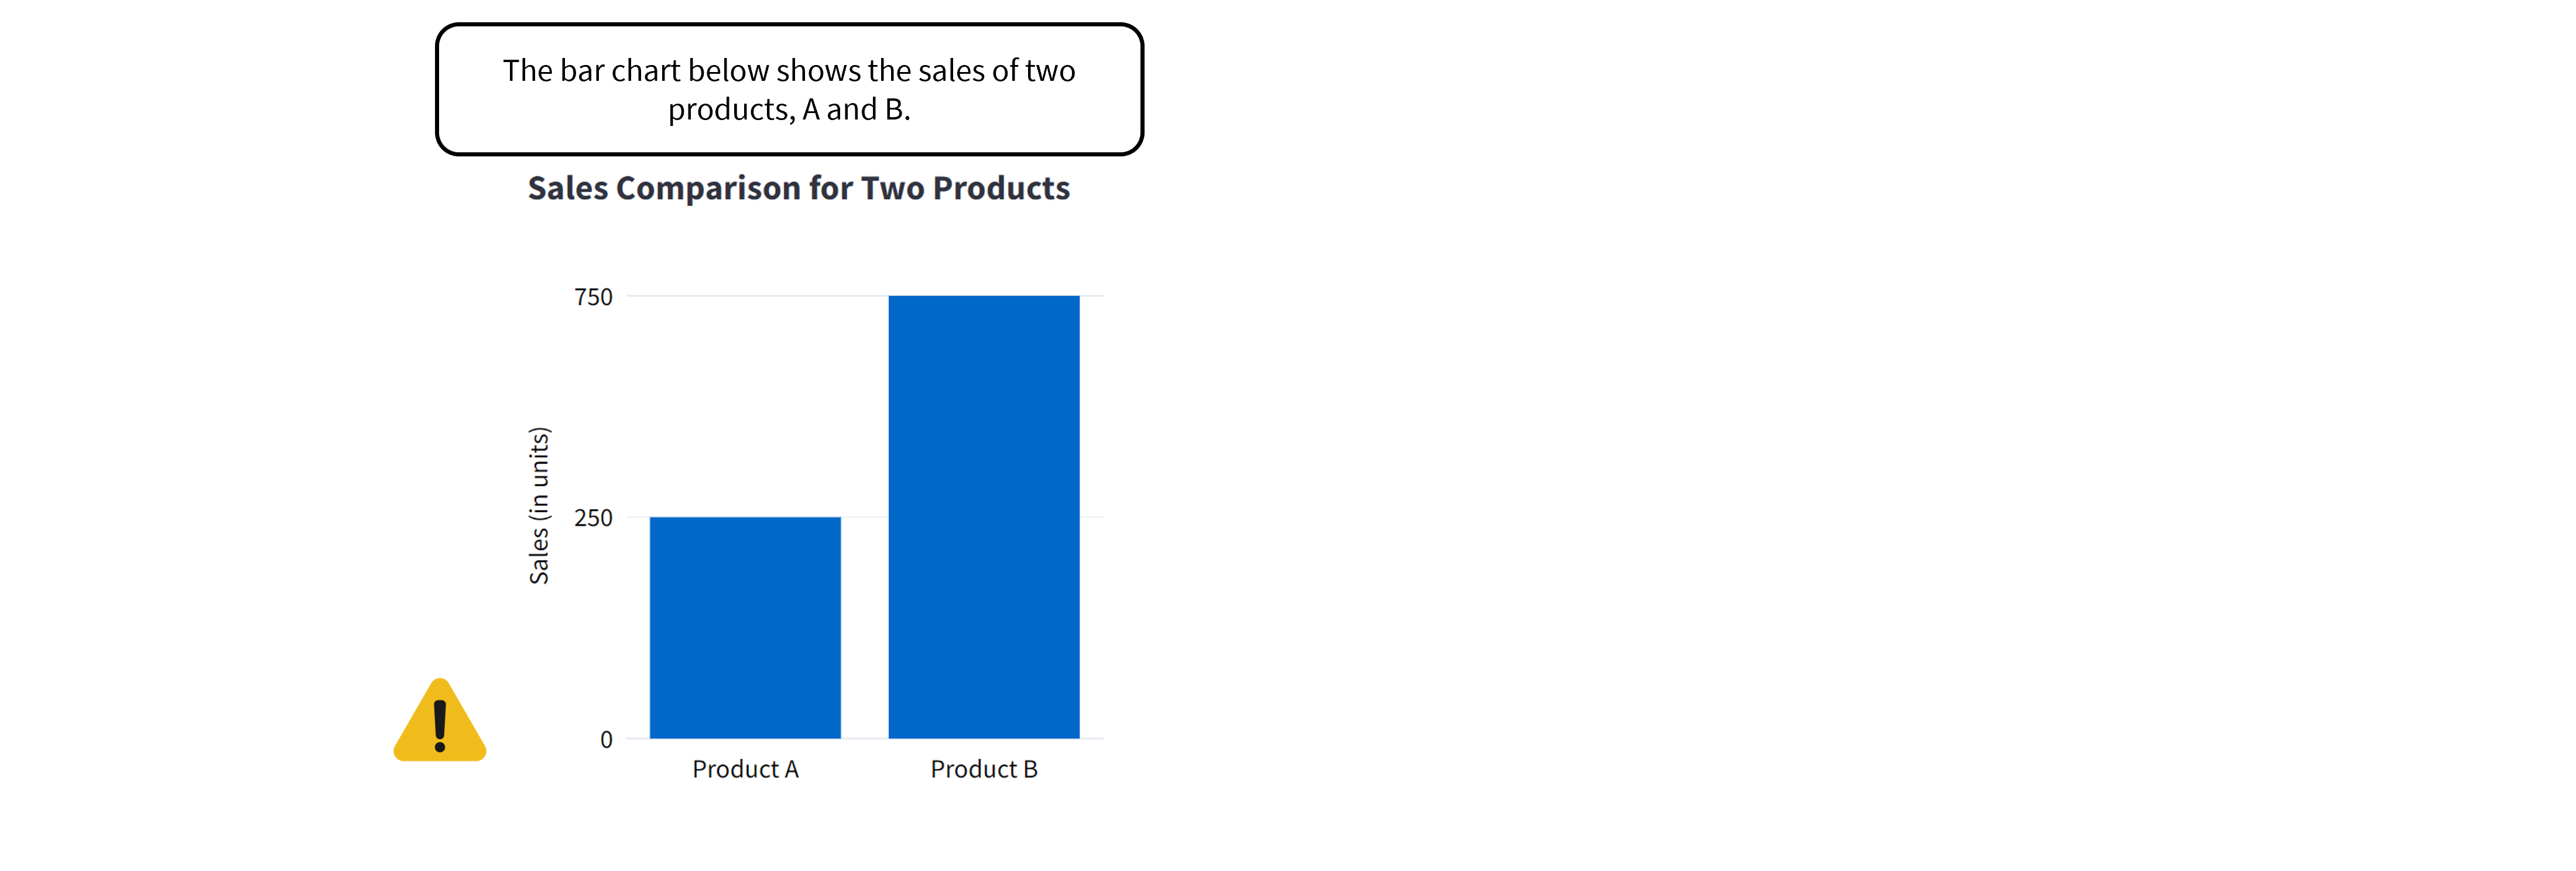 The bar chart below shows the sales of two
products, A and B.
Sales Comparison for Two Products
Sales (in units)
750
250
0
Product A
Product B